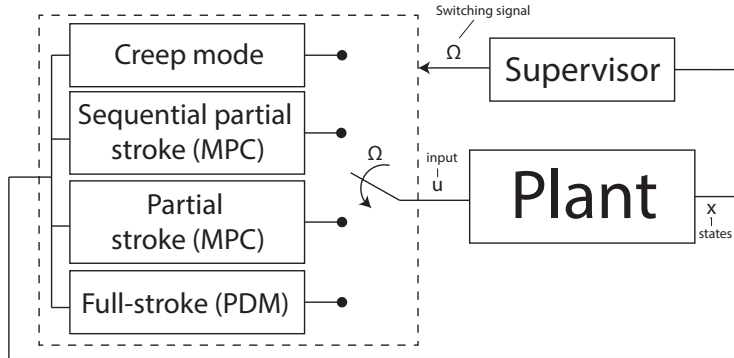 Creep mode
Sequential partial
stroke (MPC)
Partial
stroke (MPC)
Full-stroke (PDM)
Ω
Switching signal
Ω
Supervisor
input
u
Plant
x
states